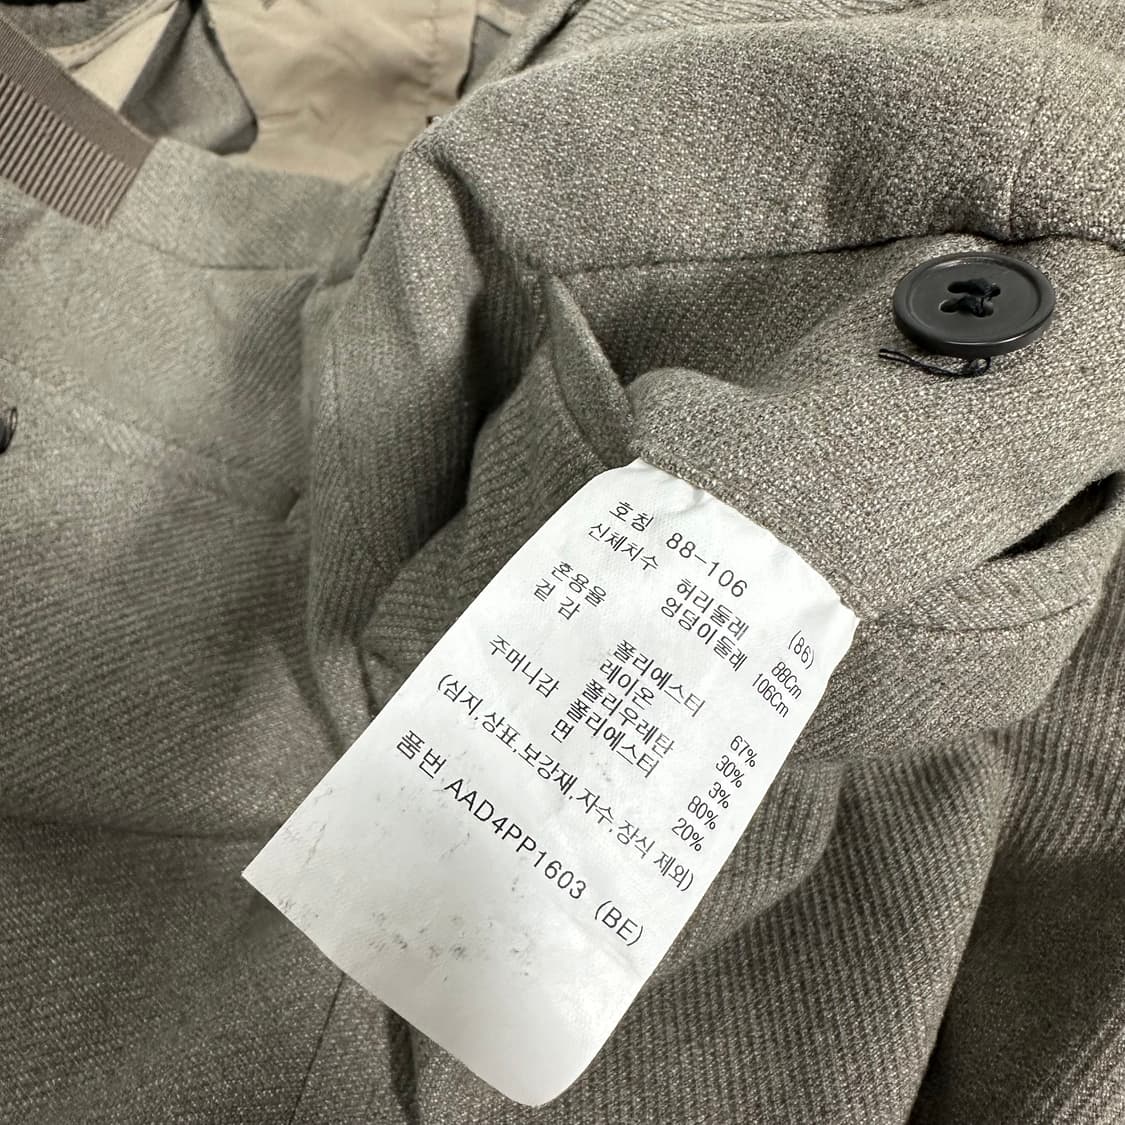 호칭 88-106 (86)
신체치수 허리둘레 88Cm
엉덩이둘레 106Cm
혼용율
겉감 폴리에스터 67%
레이온 30%
폴리우레탄 3%
주머니감 폴리에스터 80%
면 20%
(심지,상표,보강재,자수,장식 제외)
품번 AAD4PP1603 (BE)